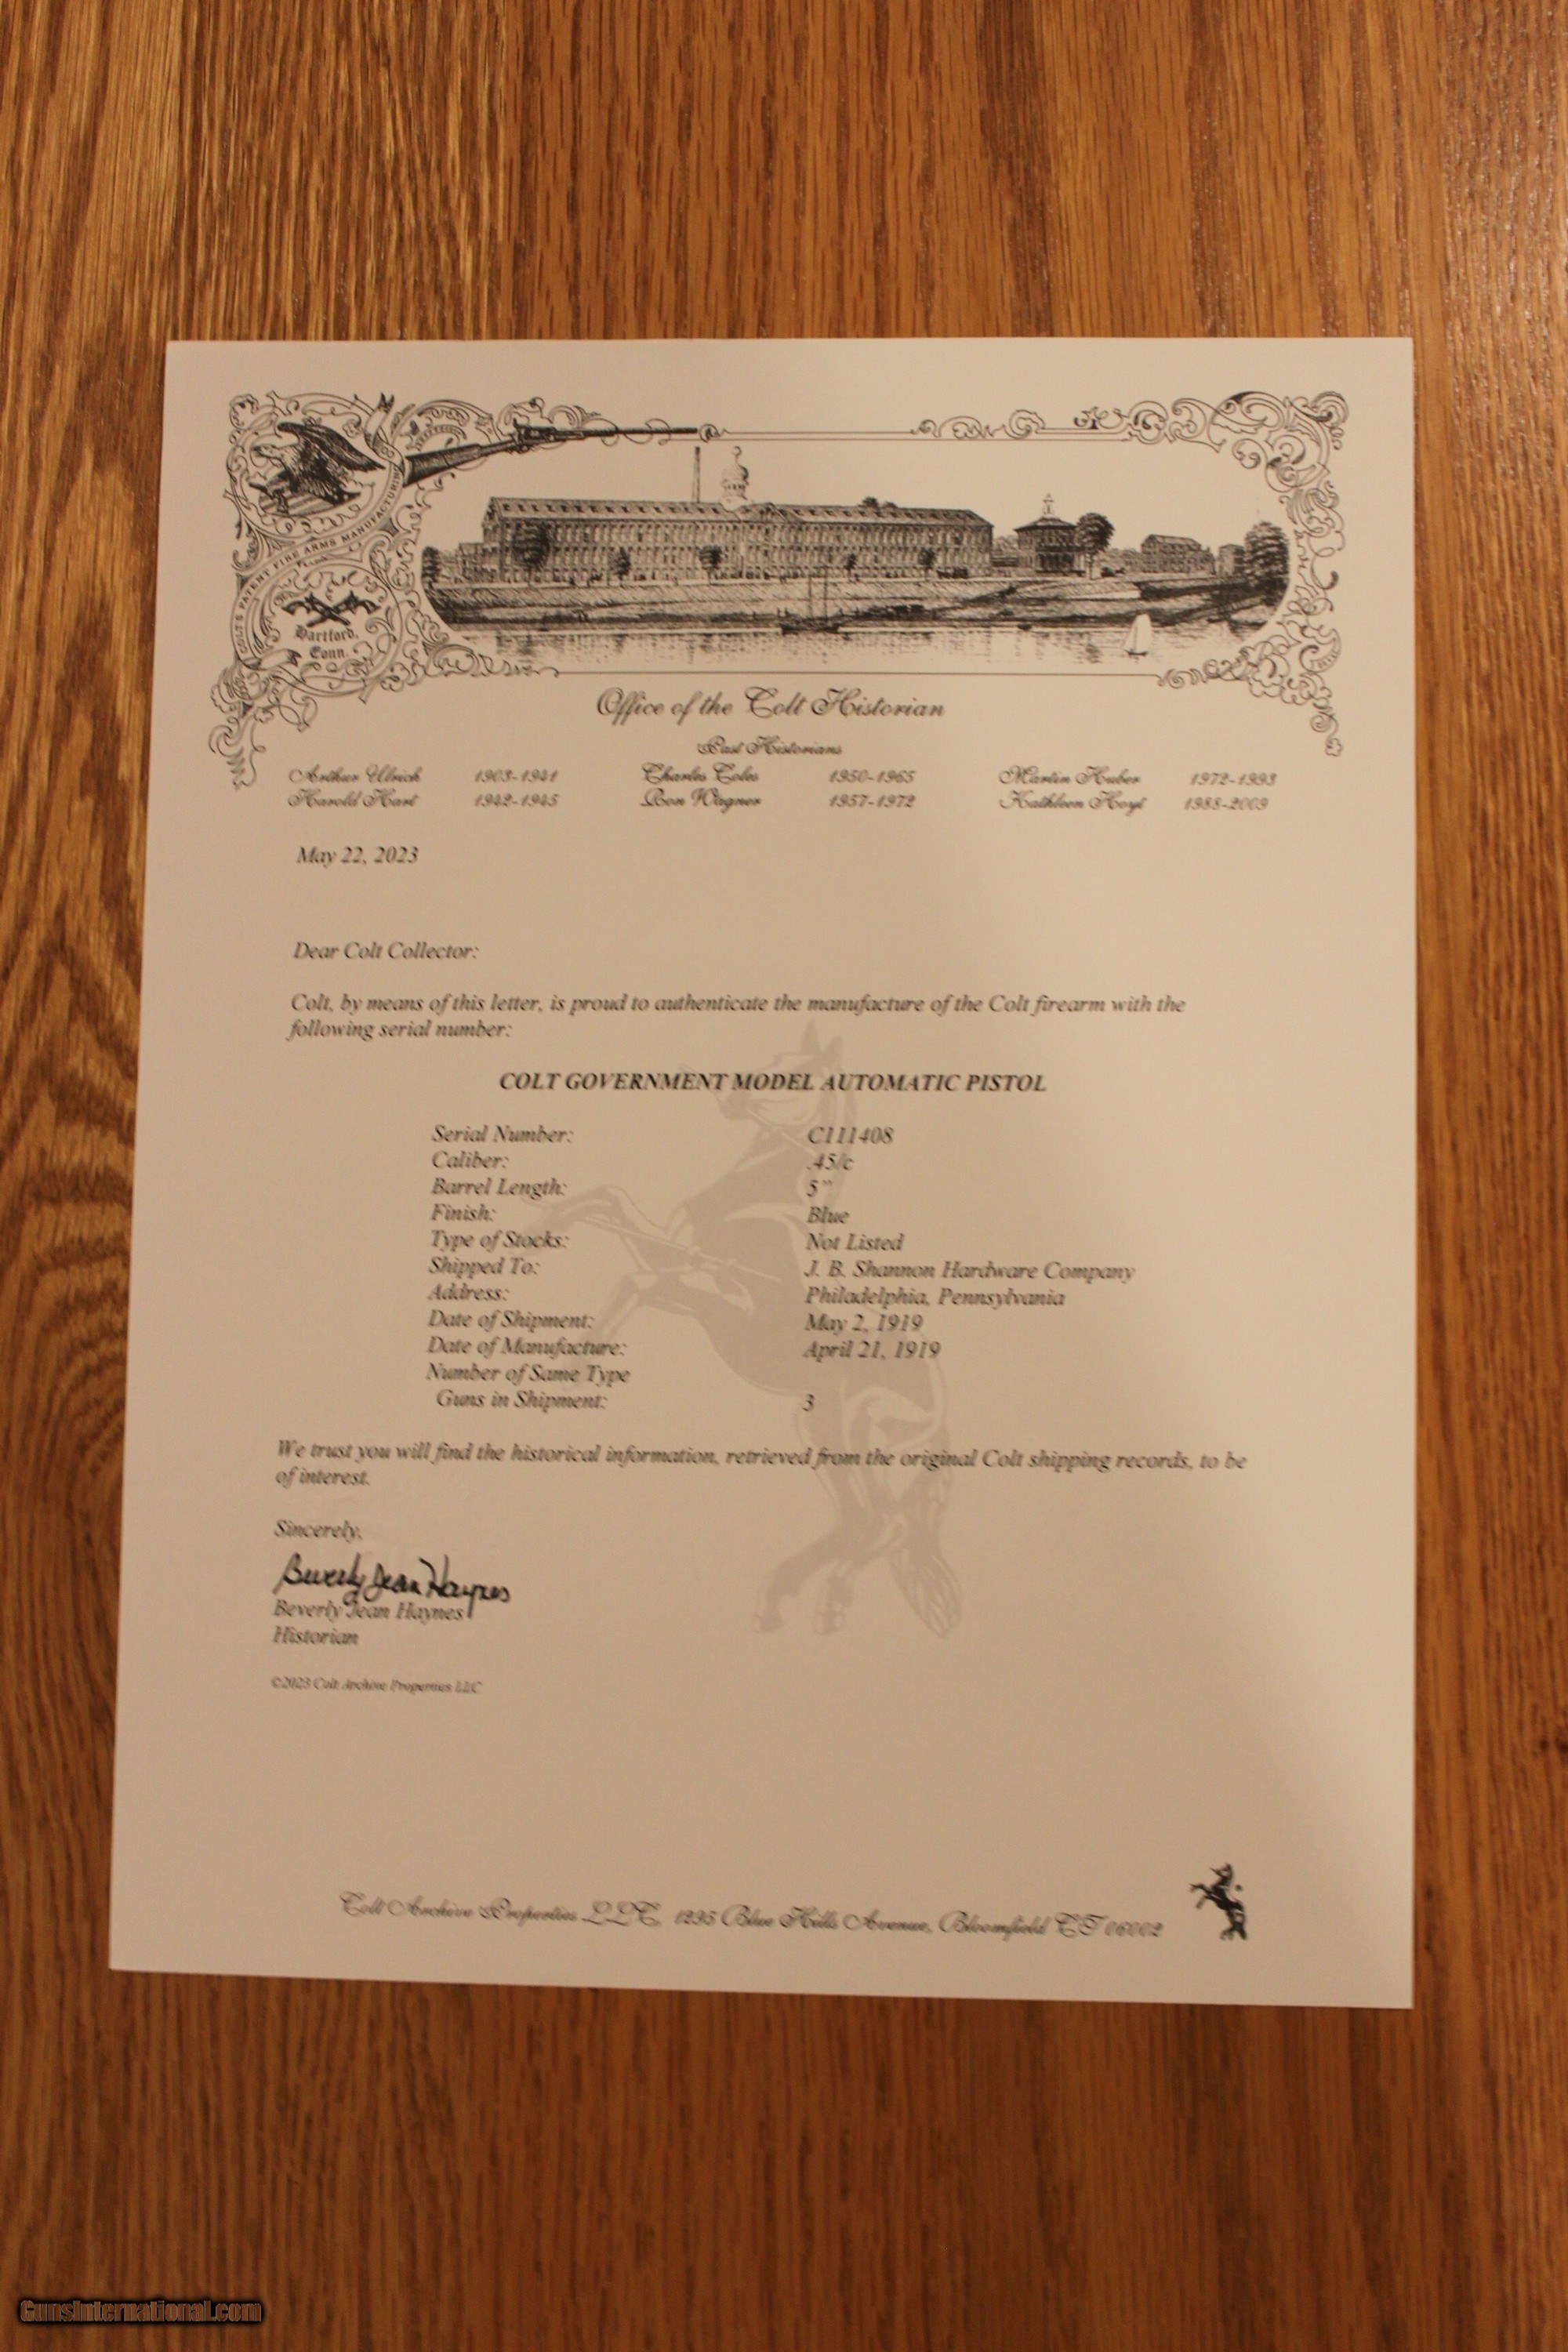 COLTS PATENT FIRE ARMS MANUFACTURING
Hartford,
Conn.
Office of the Colt Historian
Past Historians
Arthur Ulrich 1903-1941 Charles Coles 1950-1965 Martin Huber 1972-1993
Harold Hart 1942-1945 Ron Wagner 1957-1972 Kathleen Hoyt 1988-2009
May 22, 2023
Dear Colt Collector:
Colt, by means of this letter, is proud to authenticate the manufacture of the Colt firearm with the
following serial number:
COLT GOVERNMENT MODEL AUTOMATIC PISTOL
Serial Number: C111408
Caliber: .45/c
Barrel Length: 5"
Finish: Blue
Type of Stocks: Not Listed
Shipped To: J. B. Shannon Hardware Company
Address: Philadelphia, Pennsylvania
Date of Shipment: May 2, 1919
Date of Manufacture: April 21, 1919
Number of Same Type
Guns in Shipment: 3
We trust you will find the historical information, retrieved from the original Colt shipping records, to be
of interest.
Sincerely,
Beverly Jean Haynes
Beverly Jean Haynes
Historian
©2023 Colt Archive Properties LLC
Colt Archive Properties LLC, 1235 Blue Hills Avenue, Bloomfield CT 06002
GunsInternational.com